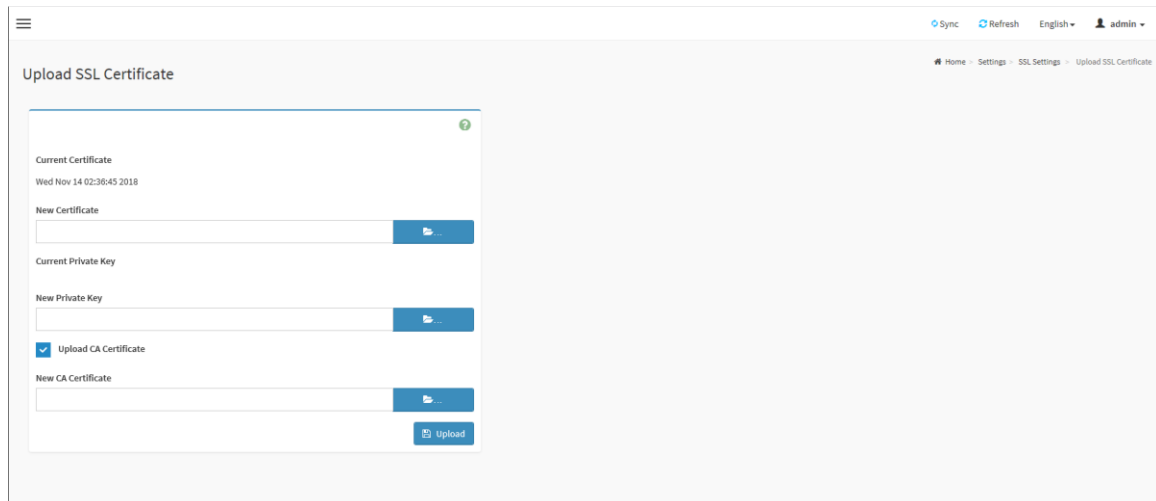 Sync Refresh English admin
Home > Settings > SSL Settings > Upload SSL Certificate
Upload SSL Certificate
Current Certificate
Wed Nov 14 02:36:45 2018
New Certificate
...
Current Private Key
New Private Key
...
Upload CA Certificate
New CA Certificate
...
Upload